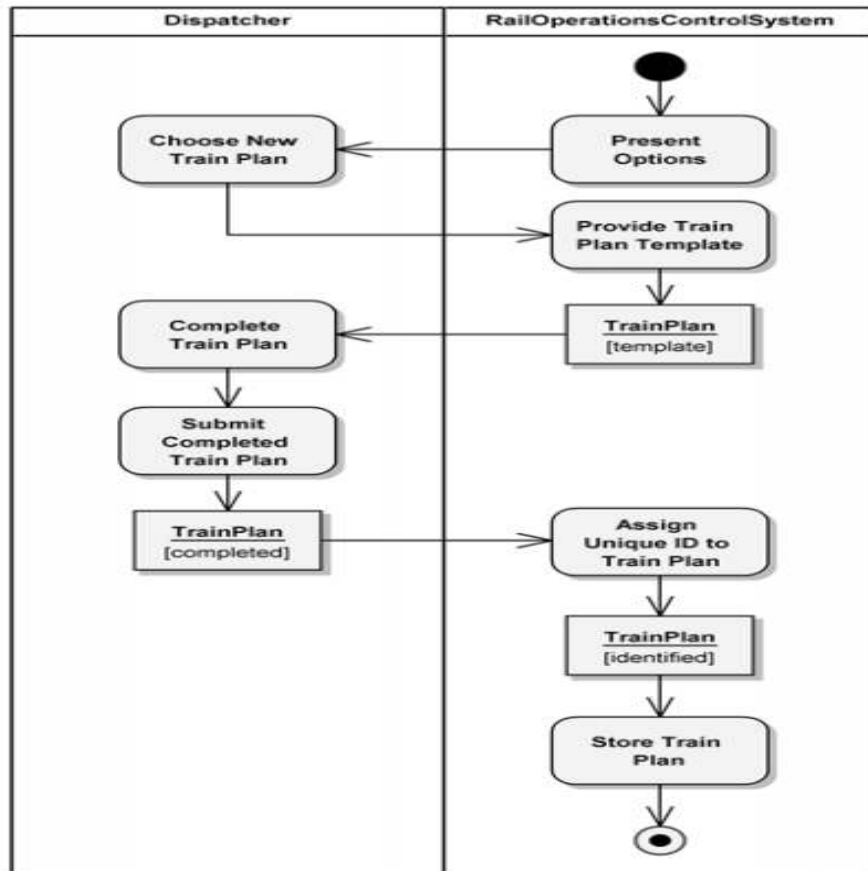 Dispatcher
RailOperationsControlSystem
Choose New
Train Plan
Present
Options
Provide Train
Plan Template
Complete
Train Plan
TrainPlan
[template]
Submit
Completed
Train Plan
TrainPlan
[completed]
Assign
Unique ID to
Train Plan
TrainPlan
[identified]
Store Train
Plan